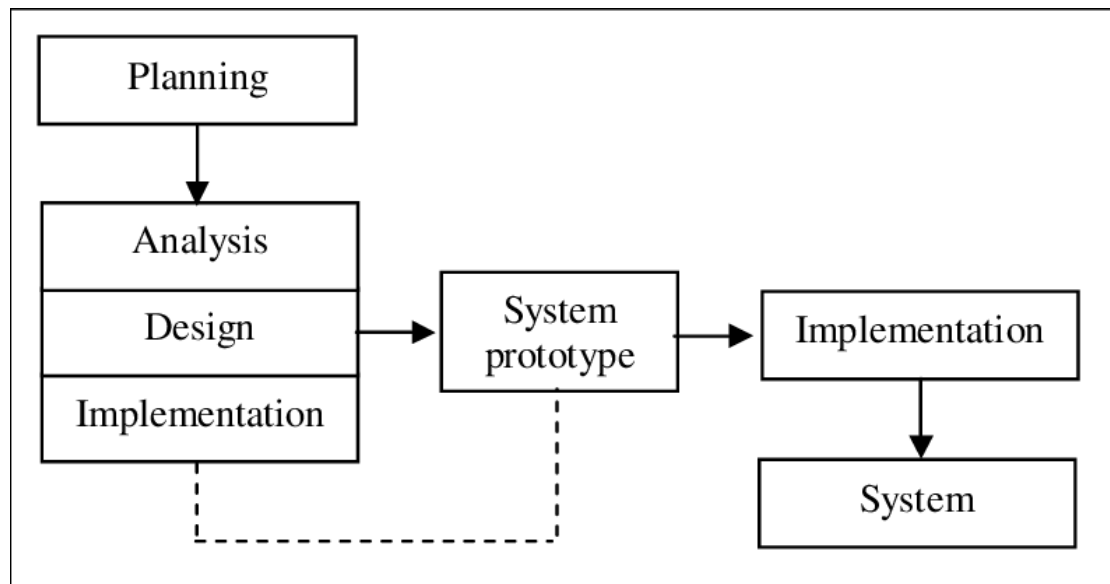 Planning
Analysis
Design
Implementation
System
prototype
Implementation
System